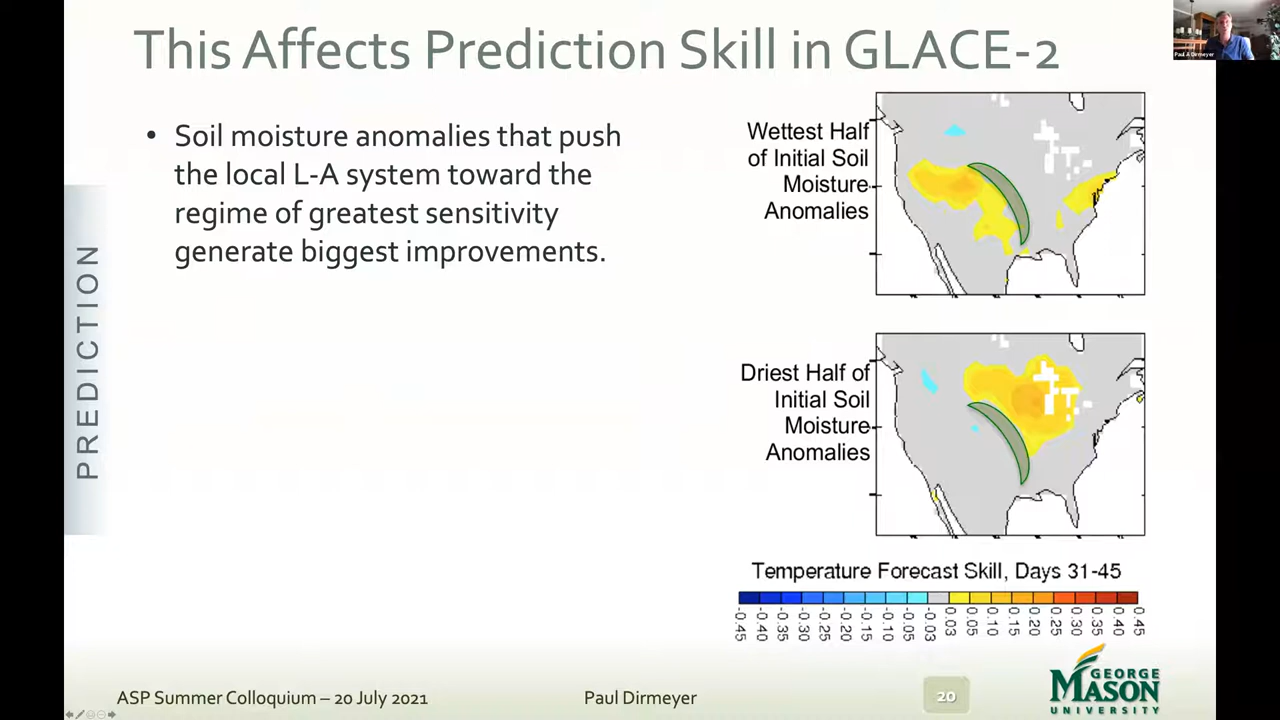 This Affects Prediction Skill in GLACE-2
Paul A Dirmeyer
• Soil moisture anomalies that push
the local L-A system toward the
regime of greatest sensitivity
generate biggest improvements.
PREDICTION
Wettest Half
of Initial Soil
Moisture
Anomalies
Driest Half of
Initial Soil
Moisture
Anomalies
Temperature Forecast Skill, Days 31-45
-0.45 -0.40 -0.35 -0.30 -0.25 -0.20 -0.15 -0.10 -0.05 -0.03 0.03 0.05 0.10 0.15 0.20 0.25 0.30 0.35 0.40 0.45
ASP Summer Colloquium – 20 July 2021
Paul Dirmeyer
20
GEORGE
MASON
UNIVERSITY